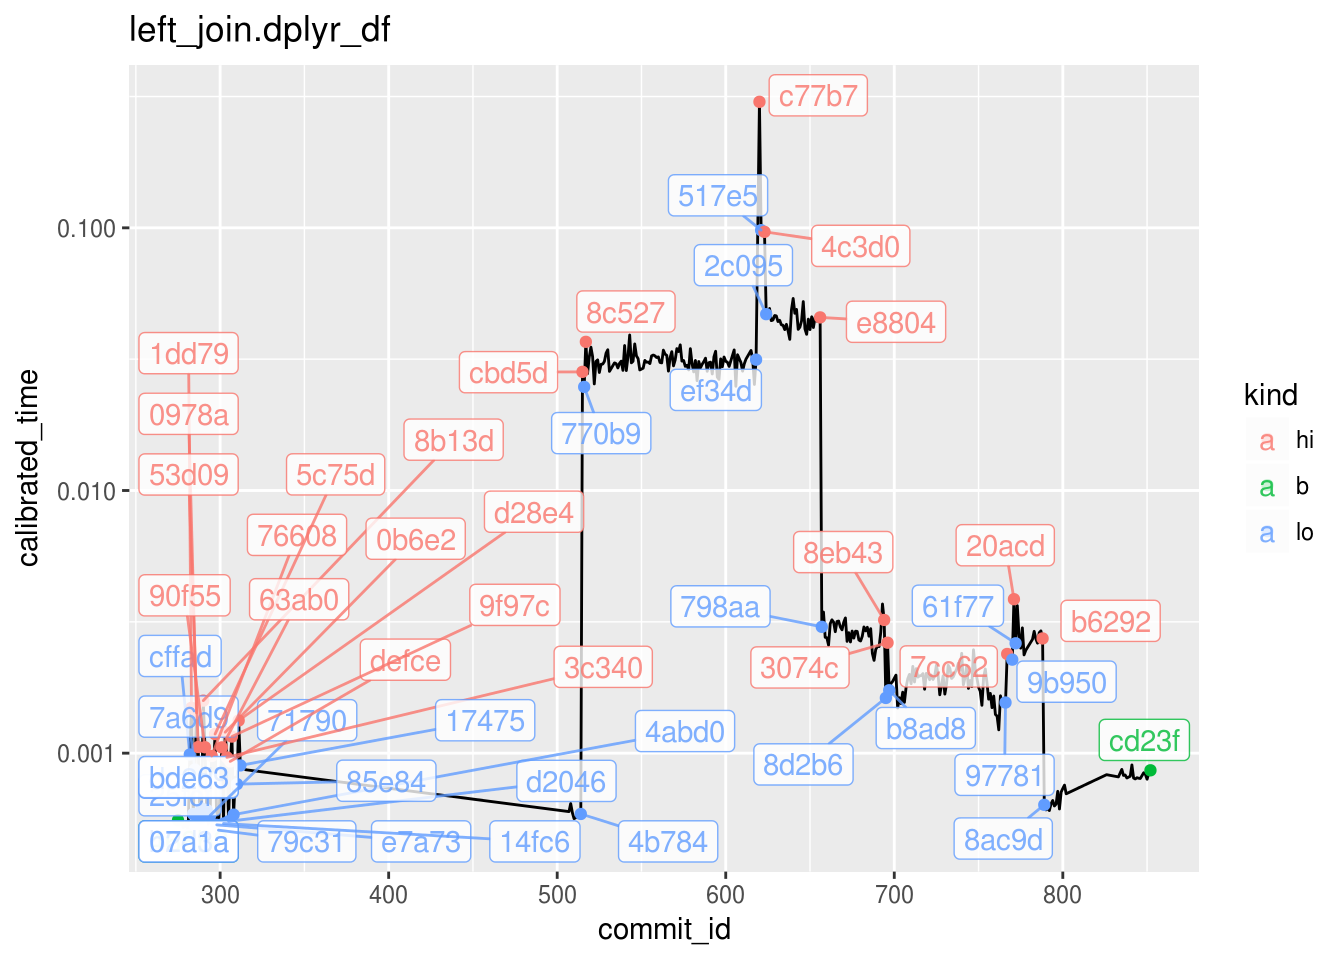 left_join.dplyr_df
c77b7
517e5
4c3d0
2c095
8c527
e8804
1dd79
cbd5d
0978a
ef34d
770b9
8b13d
53d09
5c75d
d28e4
76608
0b6e2
8eb43
20acd
90f55
63ab0
9f97c
798aa
61f77
b6292
cffad
defce
3c340
3074c
7cc62
9b950
7a6d9
71790
17475
4abd0
b8ad8
cd23f
bde63
85e84
d2046
8d2b6
97781
07a1a
79c31
e7a73
14fc6
4b784
8ac9d
0.100
0.010
0.001
calibrated_time
300 400 500 600 700 800
commit_id
kind
a hi
a b
a lo